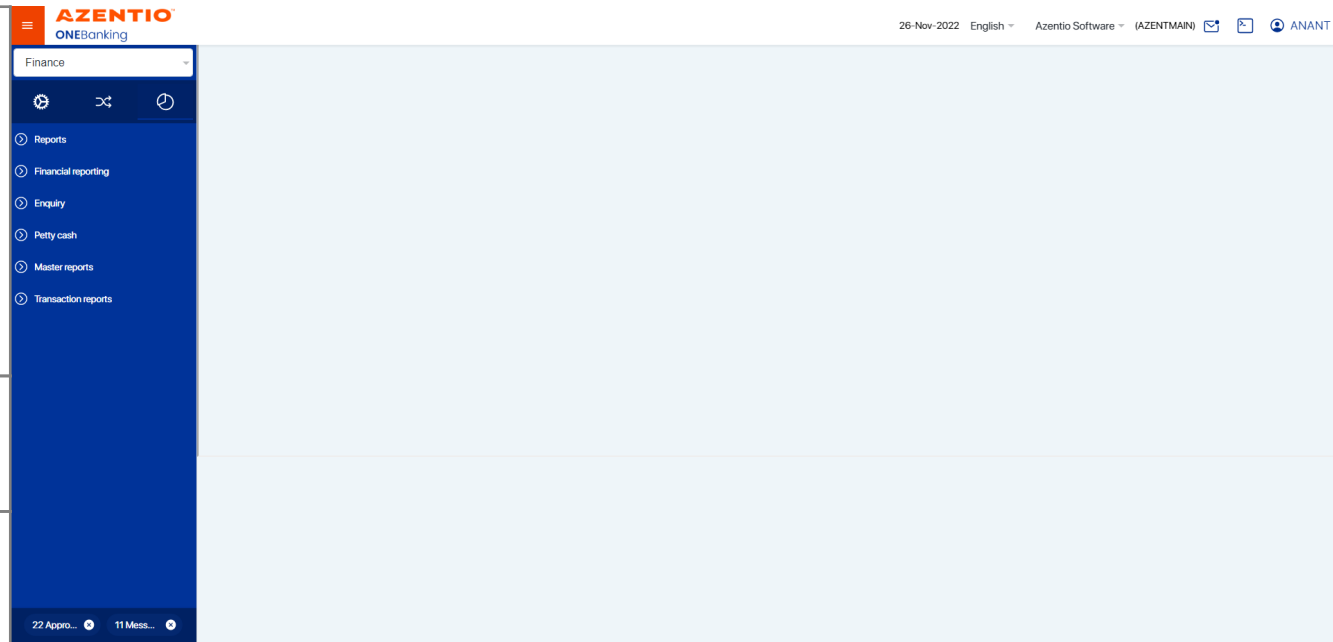 AZENTIO
ONEBanking
26-Nov-2022 English Azentio Software (AZENTMAIN) ANANT
Finance
Reports
Financial reporting
Enquiry
Petty cash
Master reports
Transaction reports
22 Appro... 11 Mess...